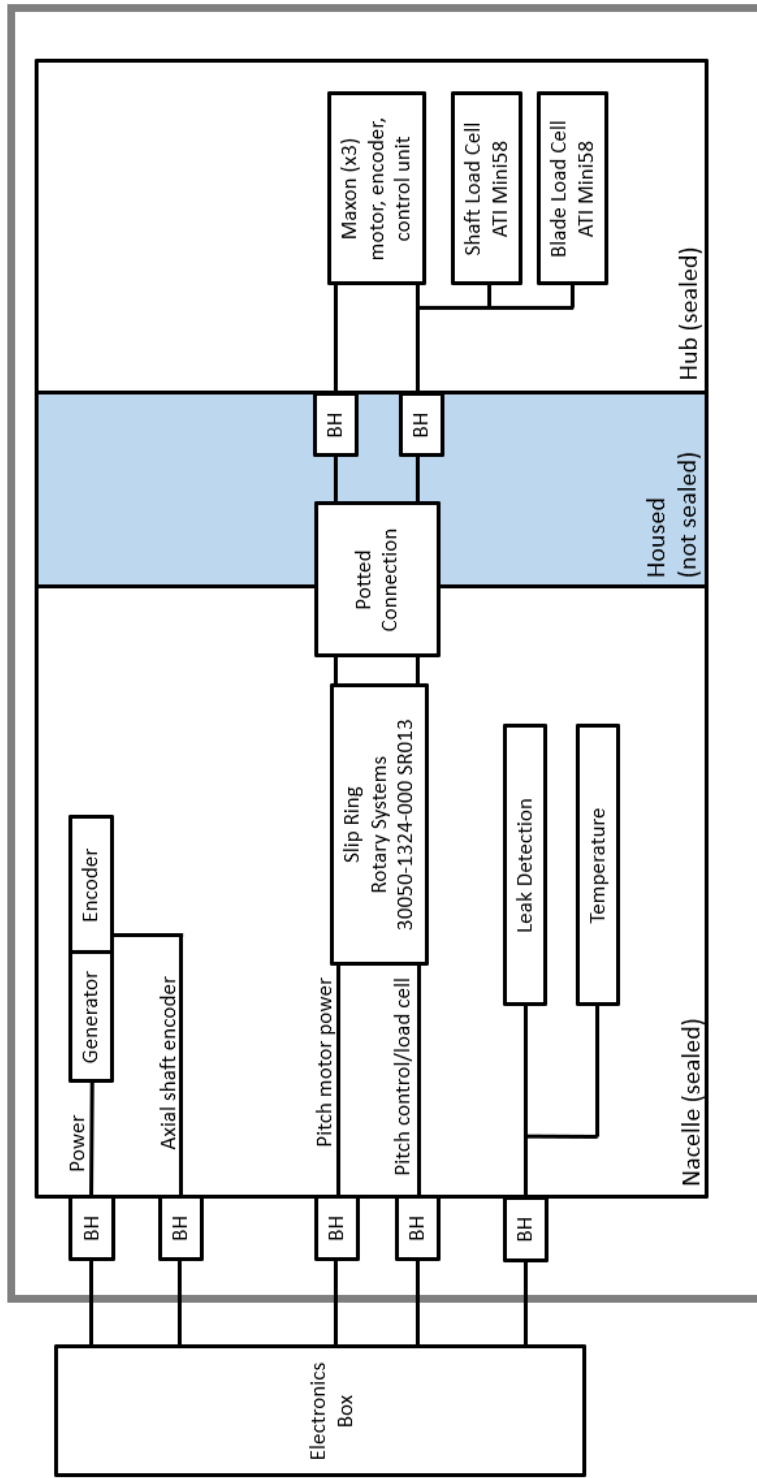 Electronics
Box
BH
BH
BH
BH
BH
Power
Generator
Encoder
Axial shaft encoder
Pitch motor power
Pitch control/load cell
Slip Ring
Rotary Systems
30050-1324-000 SR013
Leak Detection
Temperature
Nacelle (sealed)
Potted
Connection
BH
BH
Housed
(not sealed)
Maxon (x3)
motor, encoder,
control unit
Shaft Load Cell
ATI Mini58
Blade Load Cell
ATI Mini58
Hub (sealed)